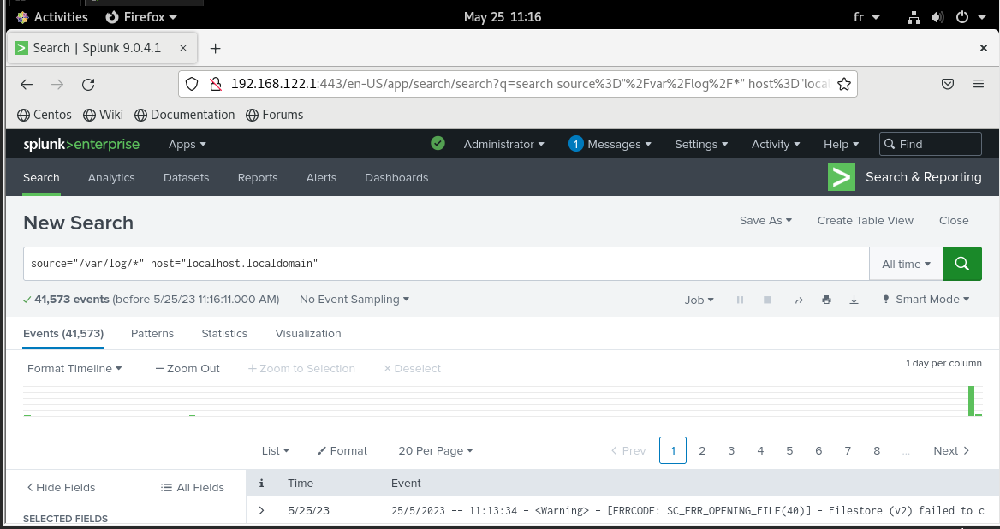 Activities Firefox May 25 11:16 fr
Search | Splunk 9.0.4.1
192.168.122.1:443/en-US/app/search/search?q=search source%3D"%2Fvar%2Flog%2F*" host%3D"local
Centos Wiki Documentation Forums
splunk>enterprise Apps Administrator 1 Messages Settings Activity Help Find
Search Analytics Datasets Reports Alerts Dashboards Search & Reporting
New Search Save As Create Table View Close
source="/var/log/*" host="localhost.localdomain" All time
41,573 events (before 5/25/23 11:16:11.000 AM) No Event Sampling Job Smart Mode
Events (41,573) Patterns Statistics Visualization
Format Timeline — Zoom Out + Zoom to Selection × Deselect 1 day per column
List Format 20 Per Page < Prev 1 2 3 4 5 6 7 8 ... Next >
< Hide Fields All Fields i Time Event
SELECTED FIELDS > 5/25/23 25/5/2023 -- 11:13:34 - <Warning> - [ERRCODE: SC_ERR_OPENING_FILE(40)] - Filestore (v2) failed to c